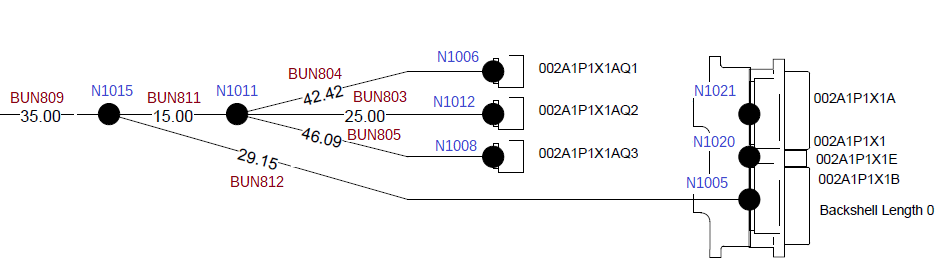 N1006
BUN804
002A1P1X1AQ1
42.42
BUN809
N1015
BUN811
N1011
BUN803
N1012
002A1P1X1AQ2
N1021
002A1P1X1A
35.00
15.00
25.00
BUN805
46.09
N1008
002A1P1X1AQ3
N1020
002A1P1X1
002A1P1X1E
29.15
BUN812
N1005
002A1P1X1B
Backshell Length 0